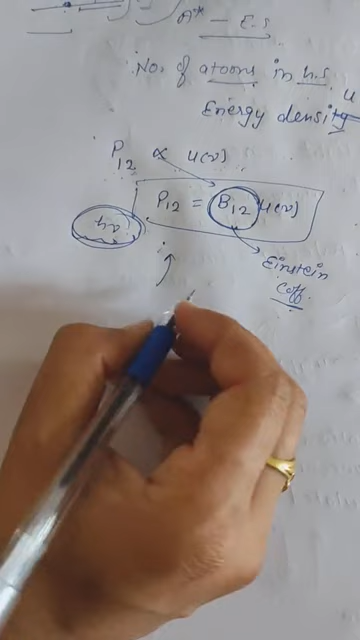 A* — E.S
No. of atoms in h.s.
u
Energy density
P12 ∝ u(ν)
P12 = B12 u(ν)
Einstein
Coff.